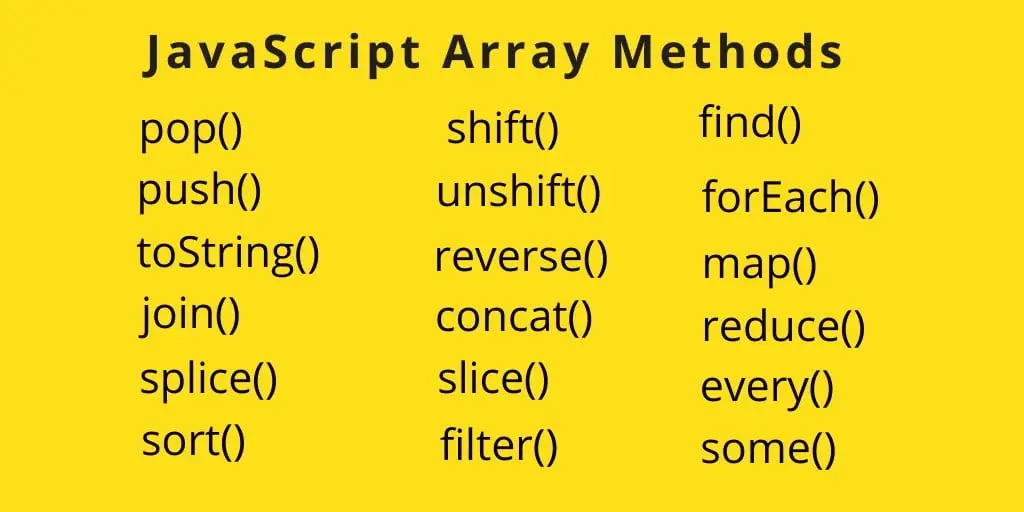 JavaScript Array Methods
pop()
push()
toString()
join()
splice()
sort()
shift()
unshift()
reverse()
concat()
slice()
filter()
find()
forEach()
map()
reduce()
every()
some()